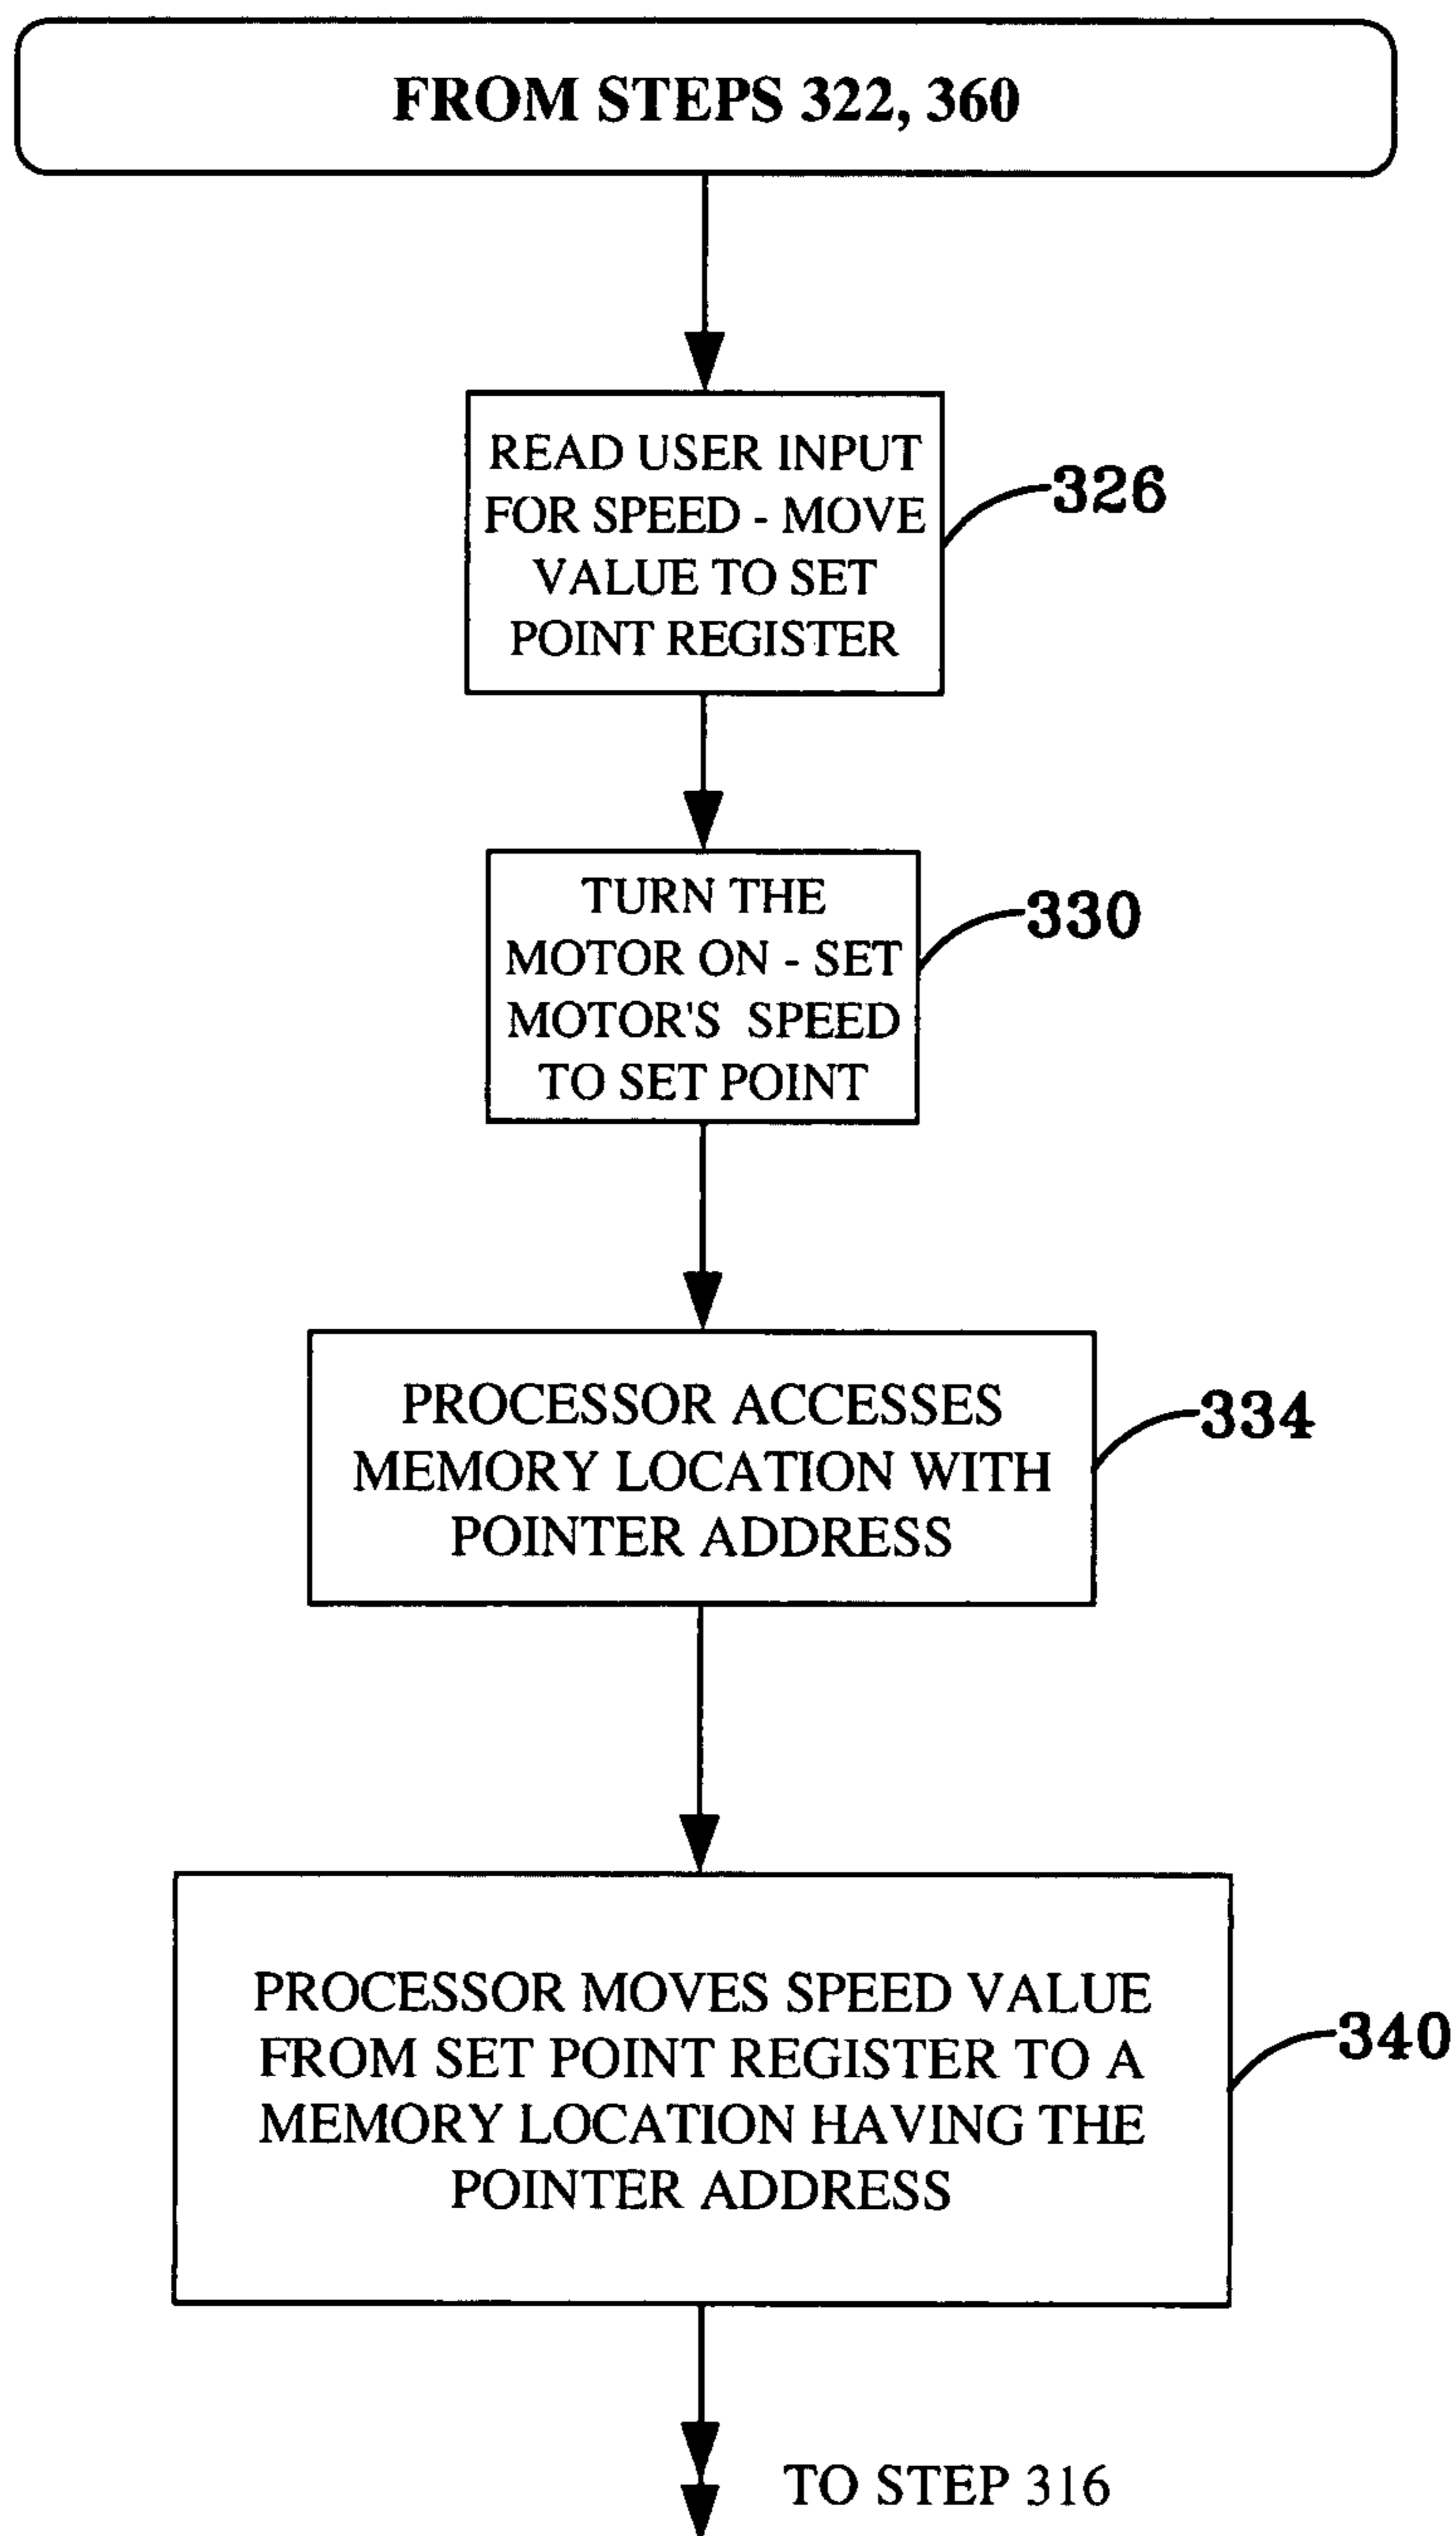 FROM STEPS 322, 360
READ USER INPUT
FOR SPEED - MOVE
VALUE TO SET
POINT REGISTER
326
TURN THE
MOTOR ON - SET
MOTOR'S SPEED
TO SET POINT
330
PROCESSOR ACCESSES
MEMORY LOCATION WITH
POINTER ADDRESS
334
PROCESSOR MOVES SPEED VALUE
FROM SET POINT REGISTER TO A
MEMORY LOCATION HAVING THE
POINTER ADDRESS
340
TO STEP 316